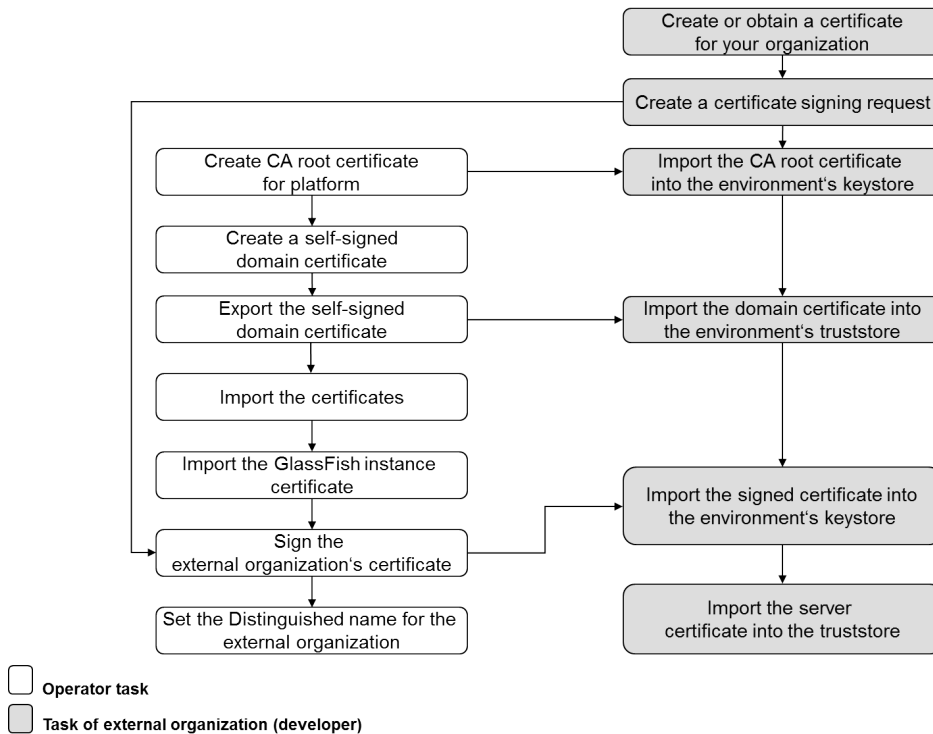 Create or obtain a certificate
for your organization
Create a certificate signing request
Create CA root certificate
for platform
Import the CA root certificate
into the environment‘s keystore
Create a self-signed
domain certificate
Export the self-signed
domain certificate
Import the domain certificate into
the environment‘s truststore
Import the certificates
Import the GlassFish instance
certificate
Import the signed certificate into
the environment‘s keystore
Sign the
external organization‘s certificate
Set the Distinguished name for the
external organization
Import the server
certificate into the truststore
Operator task
Task of external organization (developer)